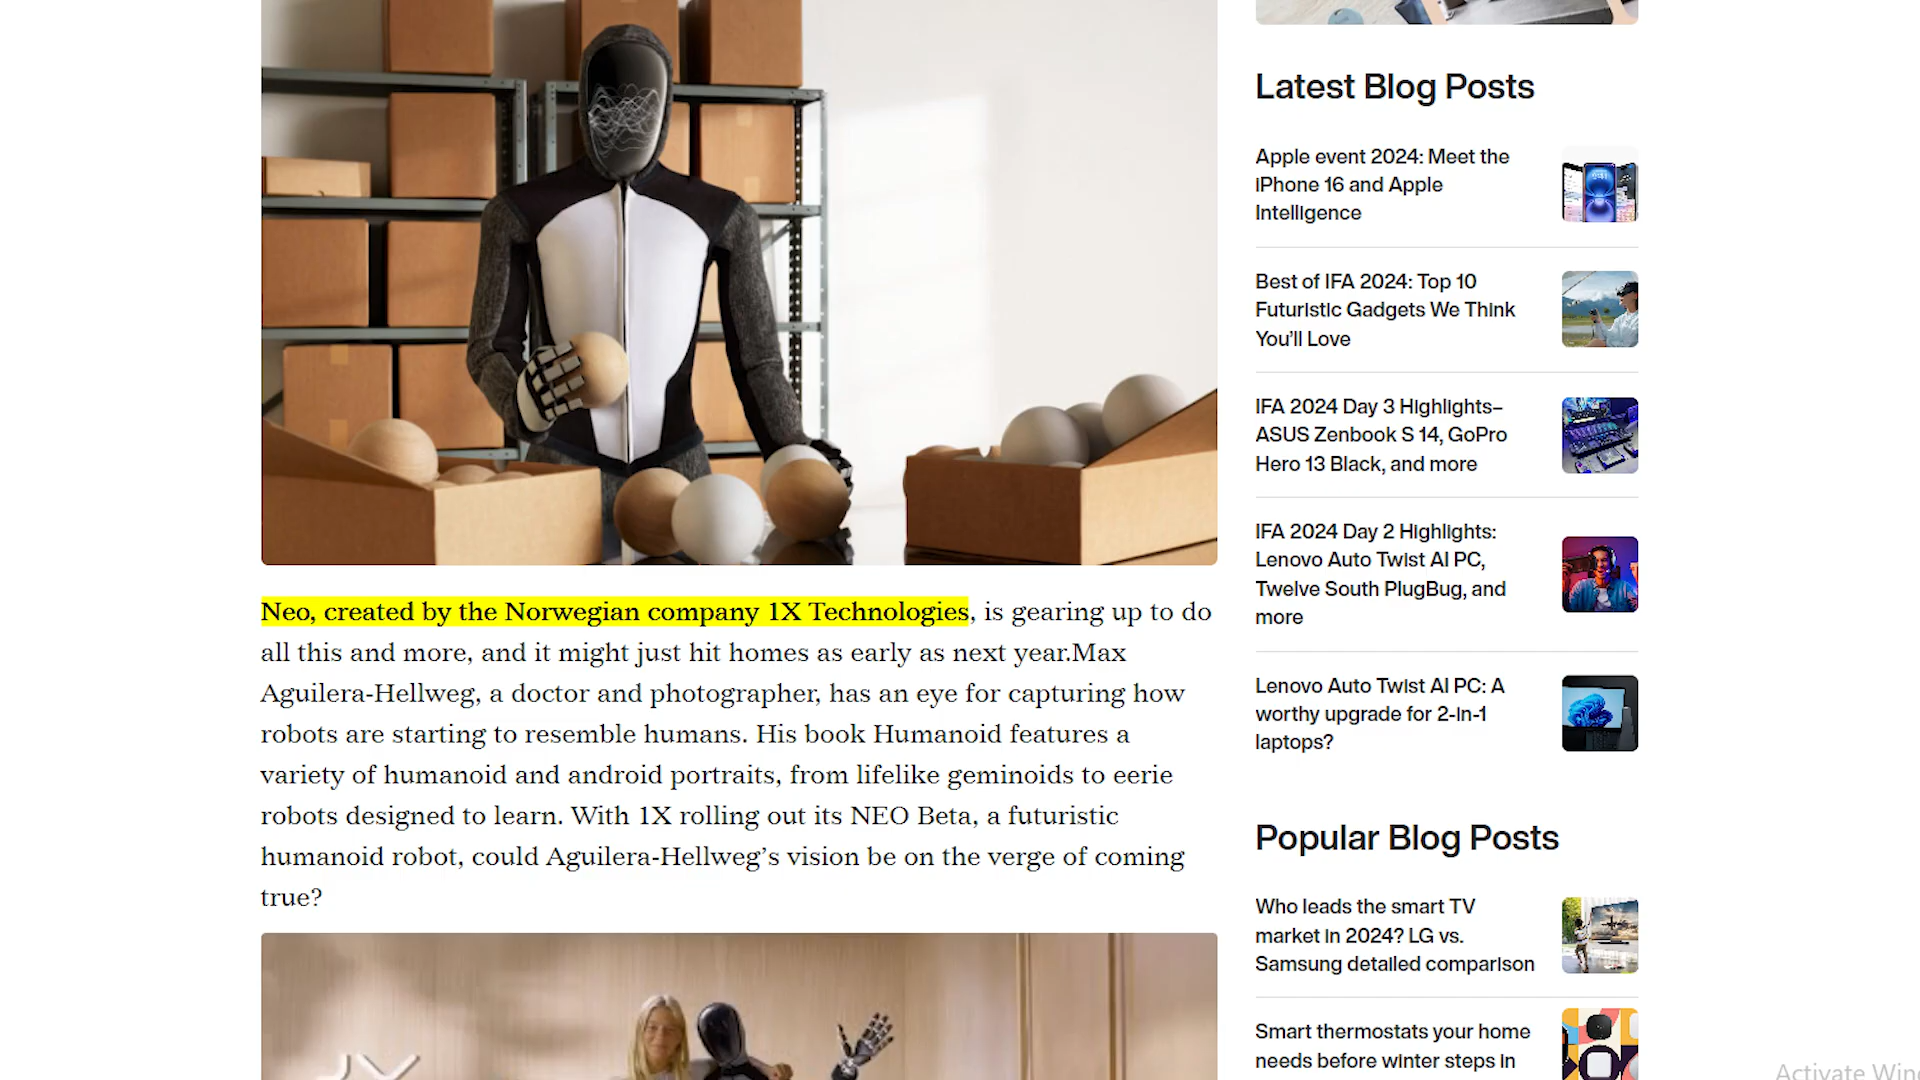 Neo, created by the Norwegian company 1X Technologies, is gearing up to do
all this and more, and it might just hit homes as early as next year.Max
Aguilera-Hellweg, a doctor and photographer, has an eye for capturing how
robots are starting to resemble humans. His book Humanoid features a
variety of humanoid and android portraits, from lifelike geminoids to eerie
robots designed to learn. With 1X rolling out its NEO Beta, a futuristic
humanoid robot, could Aguilera-Hellweg’s vision be on the verge of coming
true?
Latest Blog Posts
Apple event 2024: Meet the
iPhone 16 and Apple
Intelligence
Best of IFA 2024: Top 10
Futuristic Gadgets We Think
You’ll Love
IFA 2024 Day 3 Highlights–
ASUS Zenbook S 14, GoPro
Hero 13 Black, and more
IFA 2024 Day 2 Highlights:
Lenovo Auto Twist AI PC,
Twelve South PlugBug, and
more
Lenovo Auto Twist AI PC: A
worthy upgrade for 2-in-1
laptops?
Popular Blog Posts
Who leads the smart TV
market in 2024? LG vs.
Samsung detailed comparison
Smart thermostats your home
needs before winter steps in
Activate